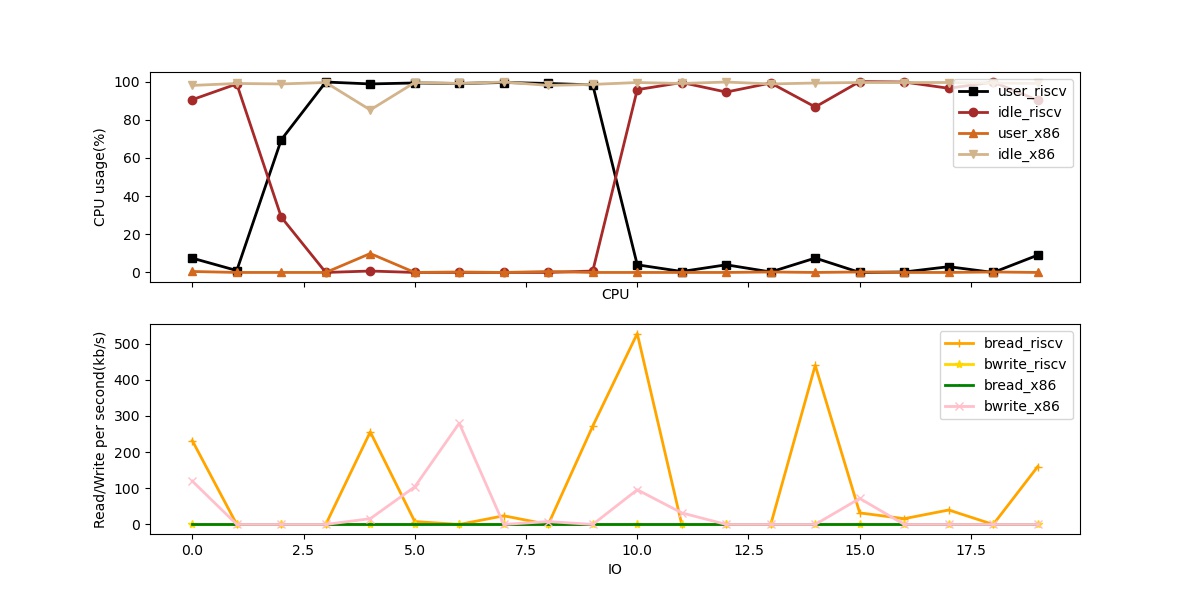 100
80
60
40
20
0
CPU usage(%)
user_riscv
idle_riscv
user_x86
idle_x86
CPU
500
400
300
200
100
0
Read/Write per second(kb/s)
bread_riscv
bwrite_riscv
bread_x86
bwrite_x86
0.0 2.5 5.0 7.5 10.0 12.5 15.0 17.5
IO